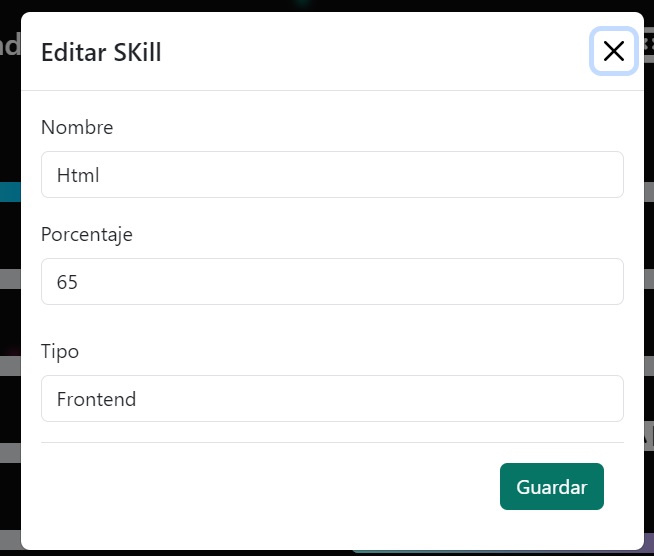 Editar SKill
Nombre
Html
Porcentaje
65
Tipo
Frontend
Guardar